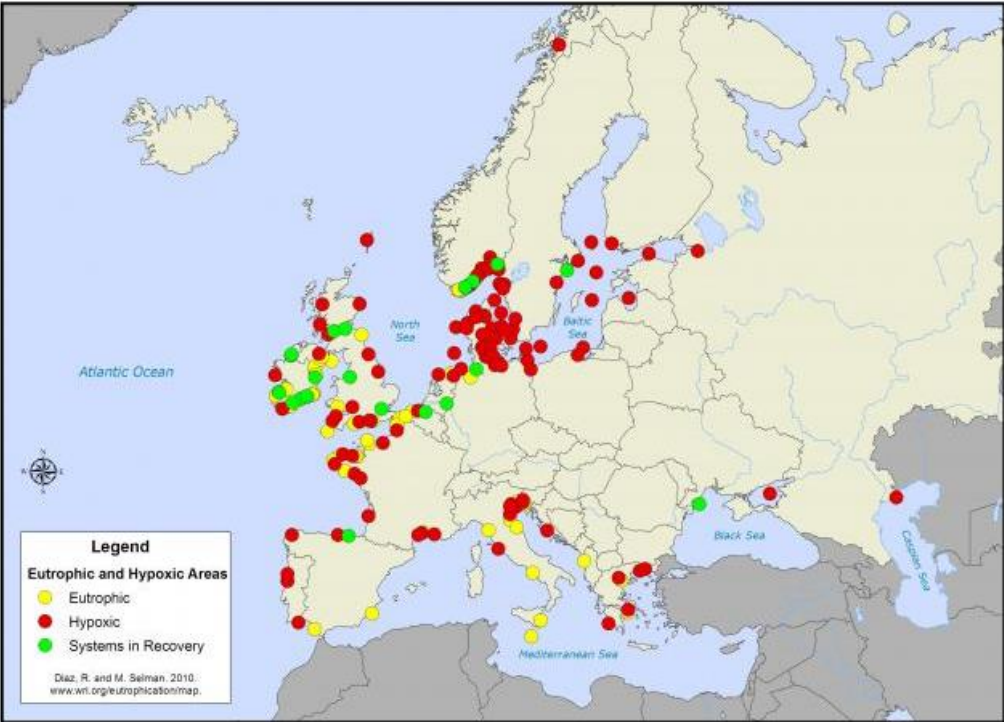 North
Sea
Baltic
Sea
Atlantic Ocean
N
W
E
S
Black Sea
Caspian Sea
Mediterranean Sea
Legend
Eutrophic and Hypoxic Areas
Eutrophic
Hypoxic
Systems in Recovery
Diaz, R. and M. Selman. 2010.
www.wri.org/eutrophication/map.